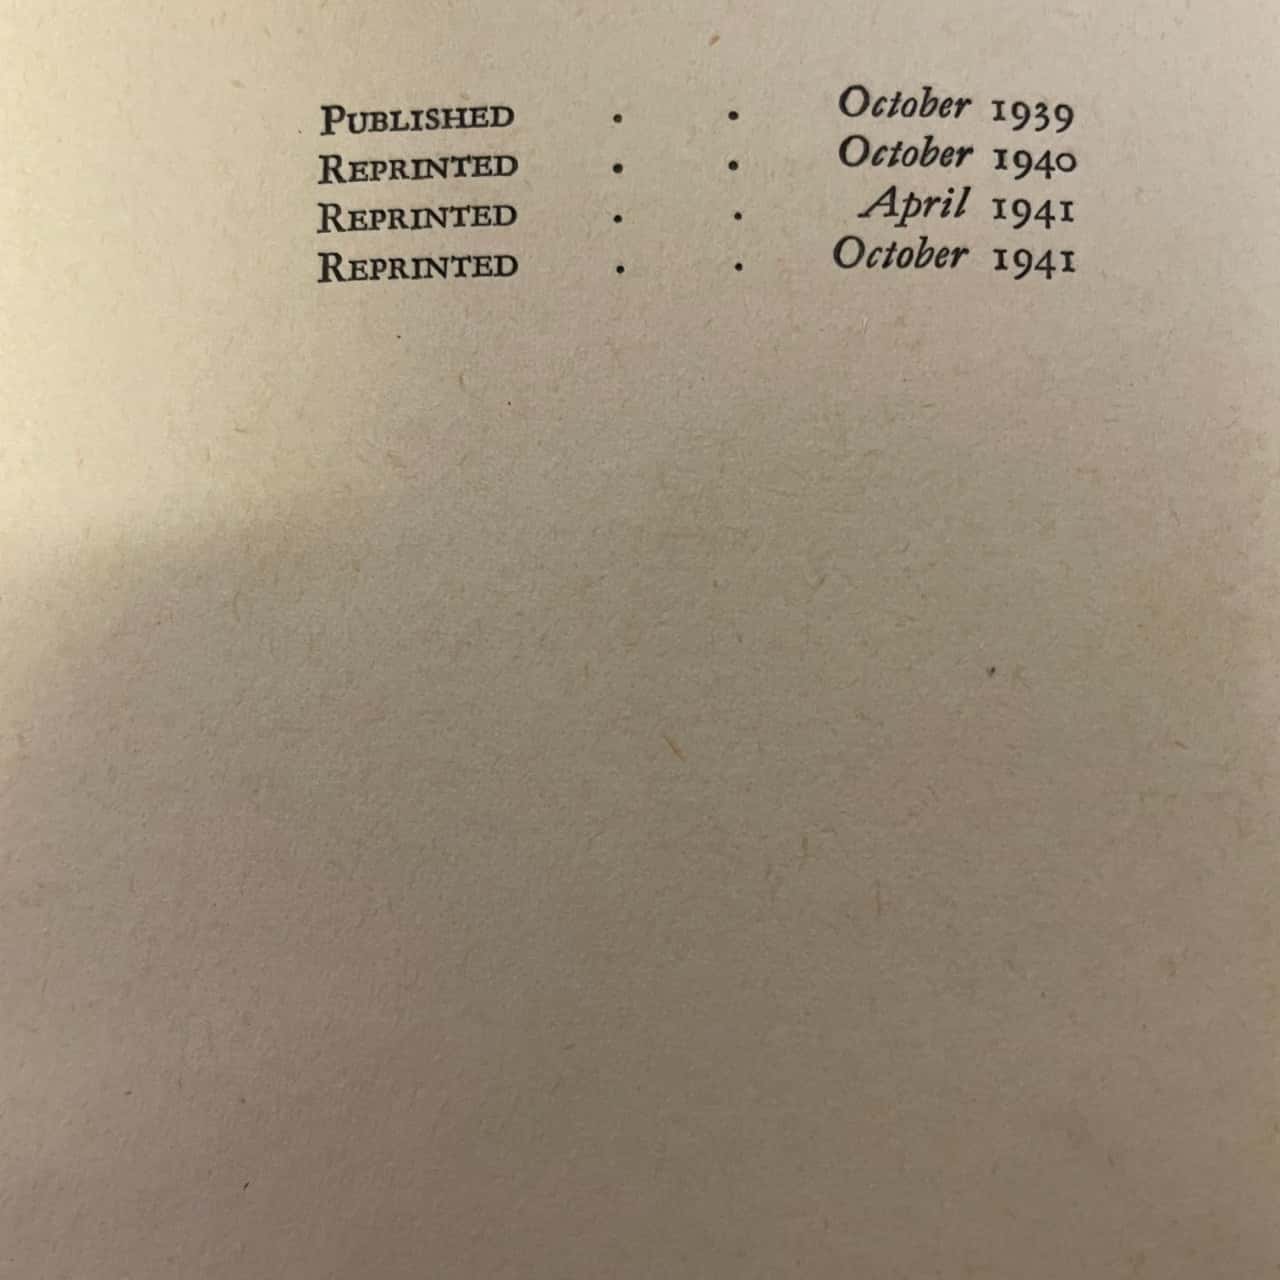 Published . . October 1939
Reprinted . . October 1940
Reprinted . . April 1941
Reprinted . . October 1941